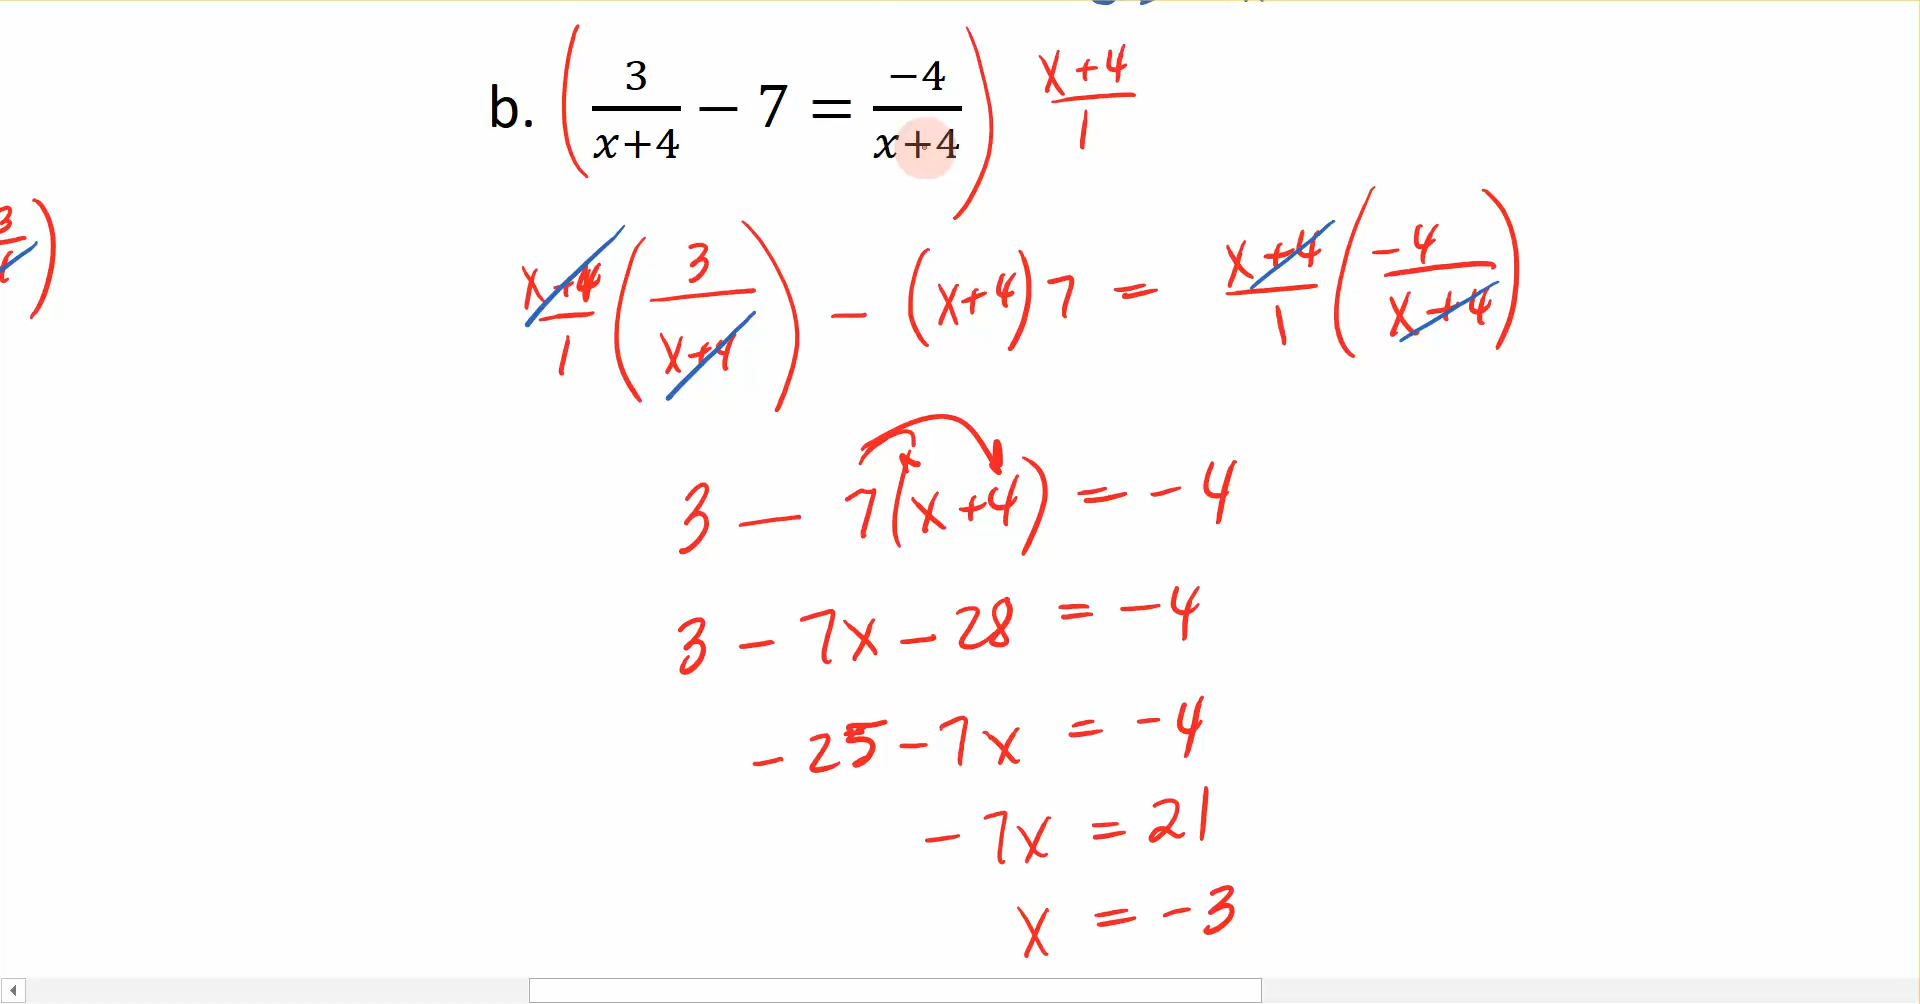 b. ( 3/(x+4) − 7 = −4/(x+4) ) (x+4)/1
(x+4)/1 ( 3/(x+4) ) − (x+4) 7 = (x+4)/1 ( −4/(x+4) )
3 − 7(x+4) = −4
3 − 7x − 28 = −4
−25 − 7x = −4
−7x = 21
x = −3